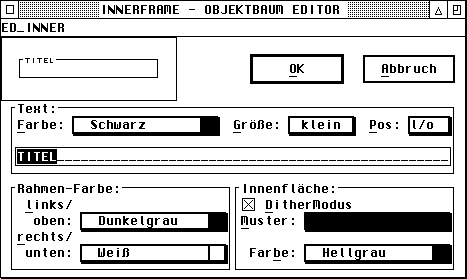 INNERFRAME - OBJEKTBAUM EDITOR
ED_INNER
TITEL
OK
Abbruch
Text:
Farbe: Schwarz Größe: klein Pos: l/o
TITEL
Rahmen-Farbe:
links/
oben: Dunkelgrau
rechts/
unten: Weiß
Innenfläche:
DitherModus
Muster:
Farbe: Hellgrau